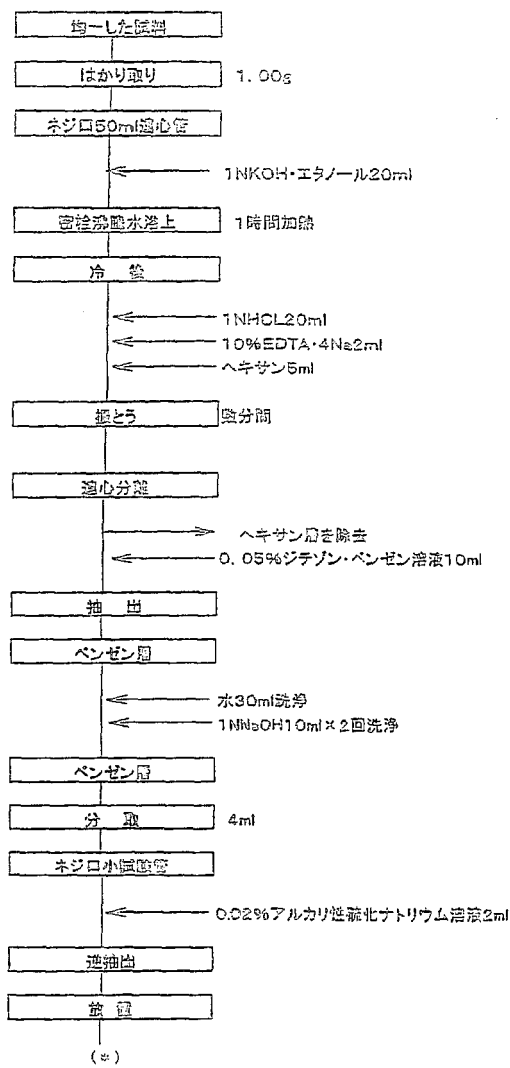 均一した試料
はかり取り 1.00g
ネジ口50ml遠心管
1NKOH・エタノール20ml
密栓沸騰水浴上 1時間加熱
冷後
1NHCL20ml
10%EDTA・4Na2ml
ヘキサン5ml
振とう 数分間
遠心分離
ヘキサン層を除去
0.05%ジチゾン・ベンゼン溶液10ml
抽出
ベンゼン層
水30ml洗浄
1NNaOH10ml×2回洗浄
ベンゼン層
分取 4ml
ネジ口小試験管
0.02%アルカリ性硫化ナトリウム溶液2ml
逆抽出
放置
(*)